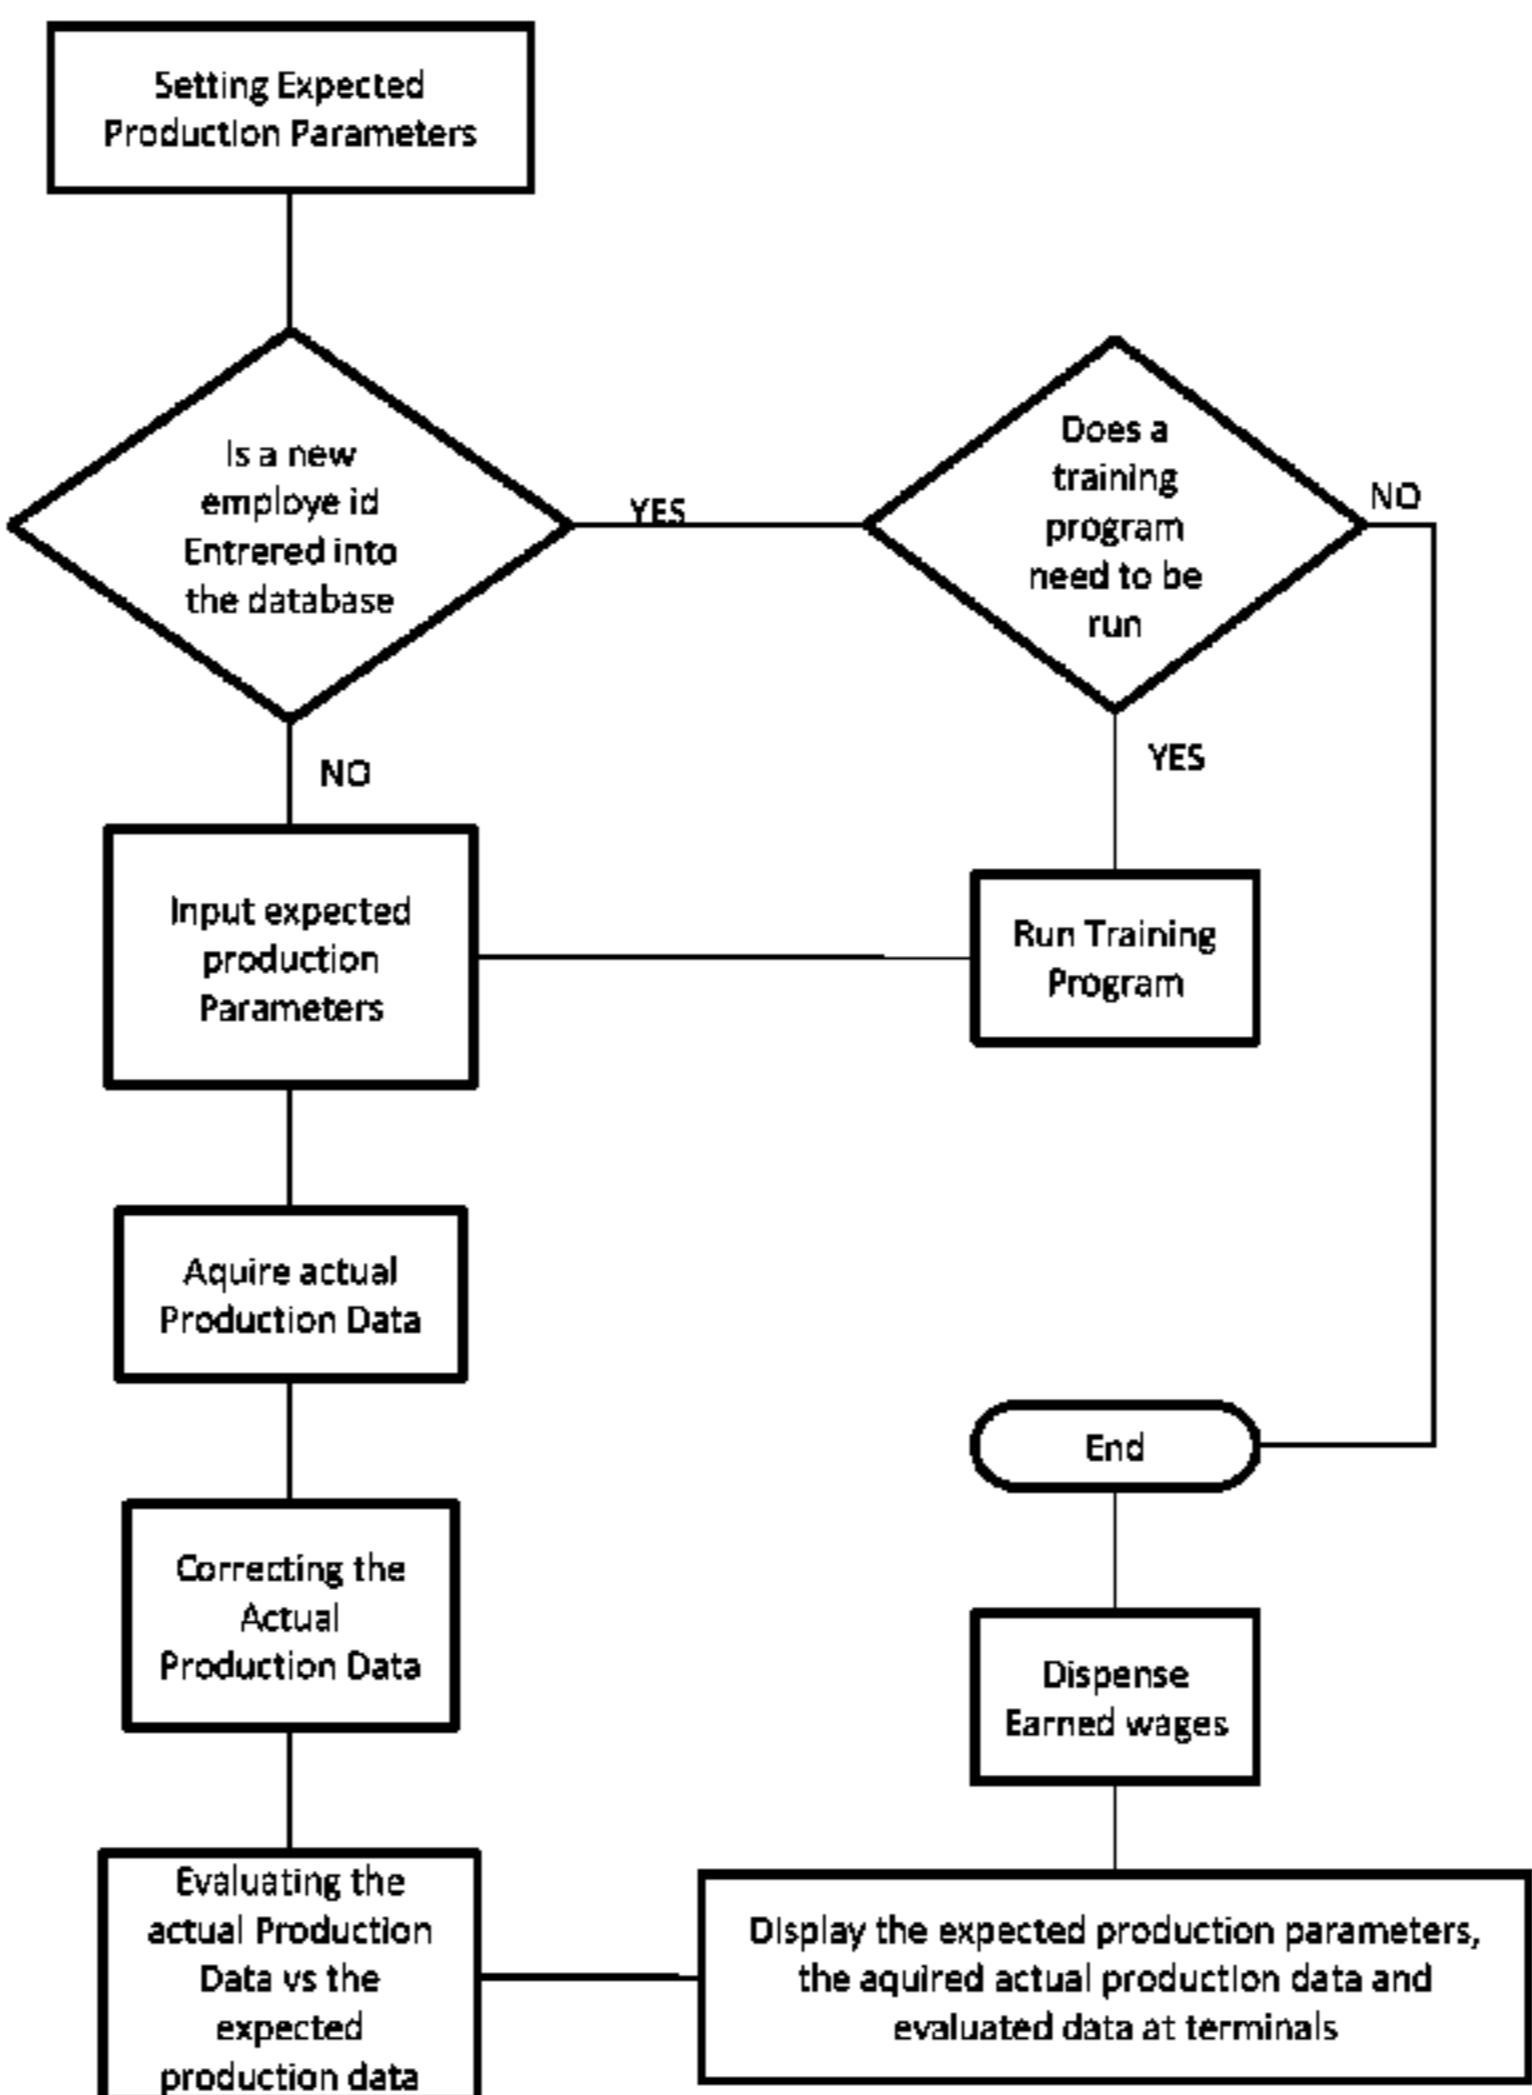 Setting Expected
Production Parameters
Is a new
employe id
Entrered into
the database
YES
Does a
training
program
need to be
run
NO
NO
YES
Input expected
production
Parameters
Run Training
Program
Aquire actual
Production Data
End
Correcting the
Actual
Production Data
Dispense
Earned wages
Evaluating the
actual Production
Data vs the
expected
production data
Display the expected production parameters,
the aquired actual production data and
evaluated data at terminals